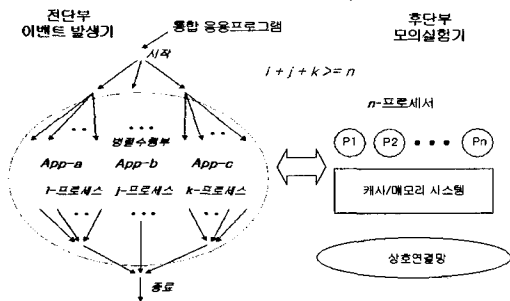 전단부
이벤트 발생기
통합 응용프로그램
시작
후단부
모의실험기
i + j + k >= n
n-프로세서
병렬수행부
App-a App-b App-c
i-프로세스 j-프로세스 k-프로세스
P1 P2 ••• Pn
캐시/메모리 시스템
상호연결망
종료